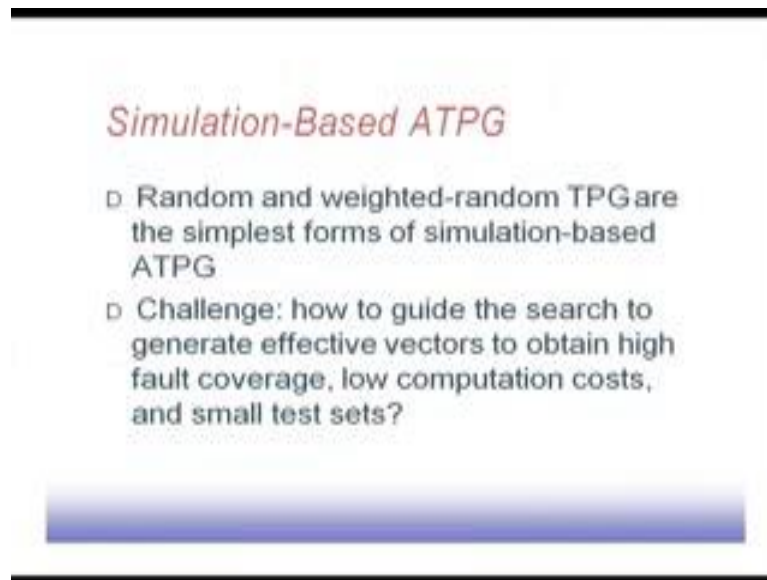 Simulation-Based ATPG
D Random and weighted-random TPG are
the simplest forms of simulation-based
ATPG
D Challenge: how to guide the search to
generate effective vectors to obtain high
fault coverage, low computation costs,
and small test sets?